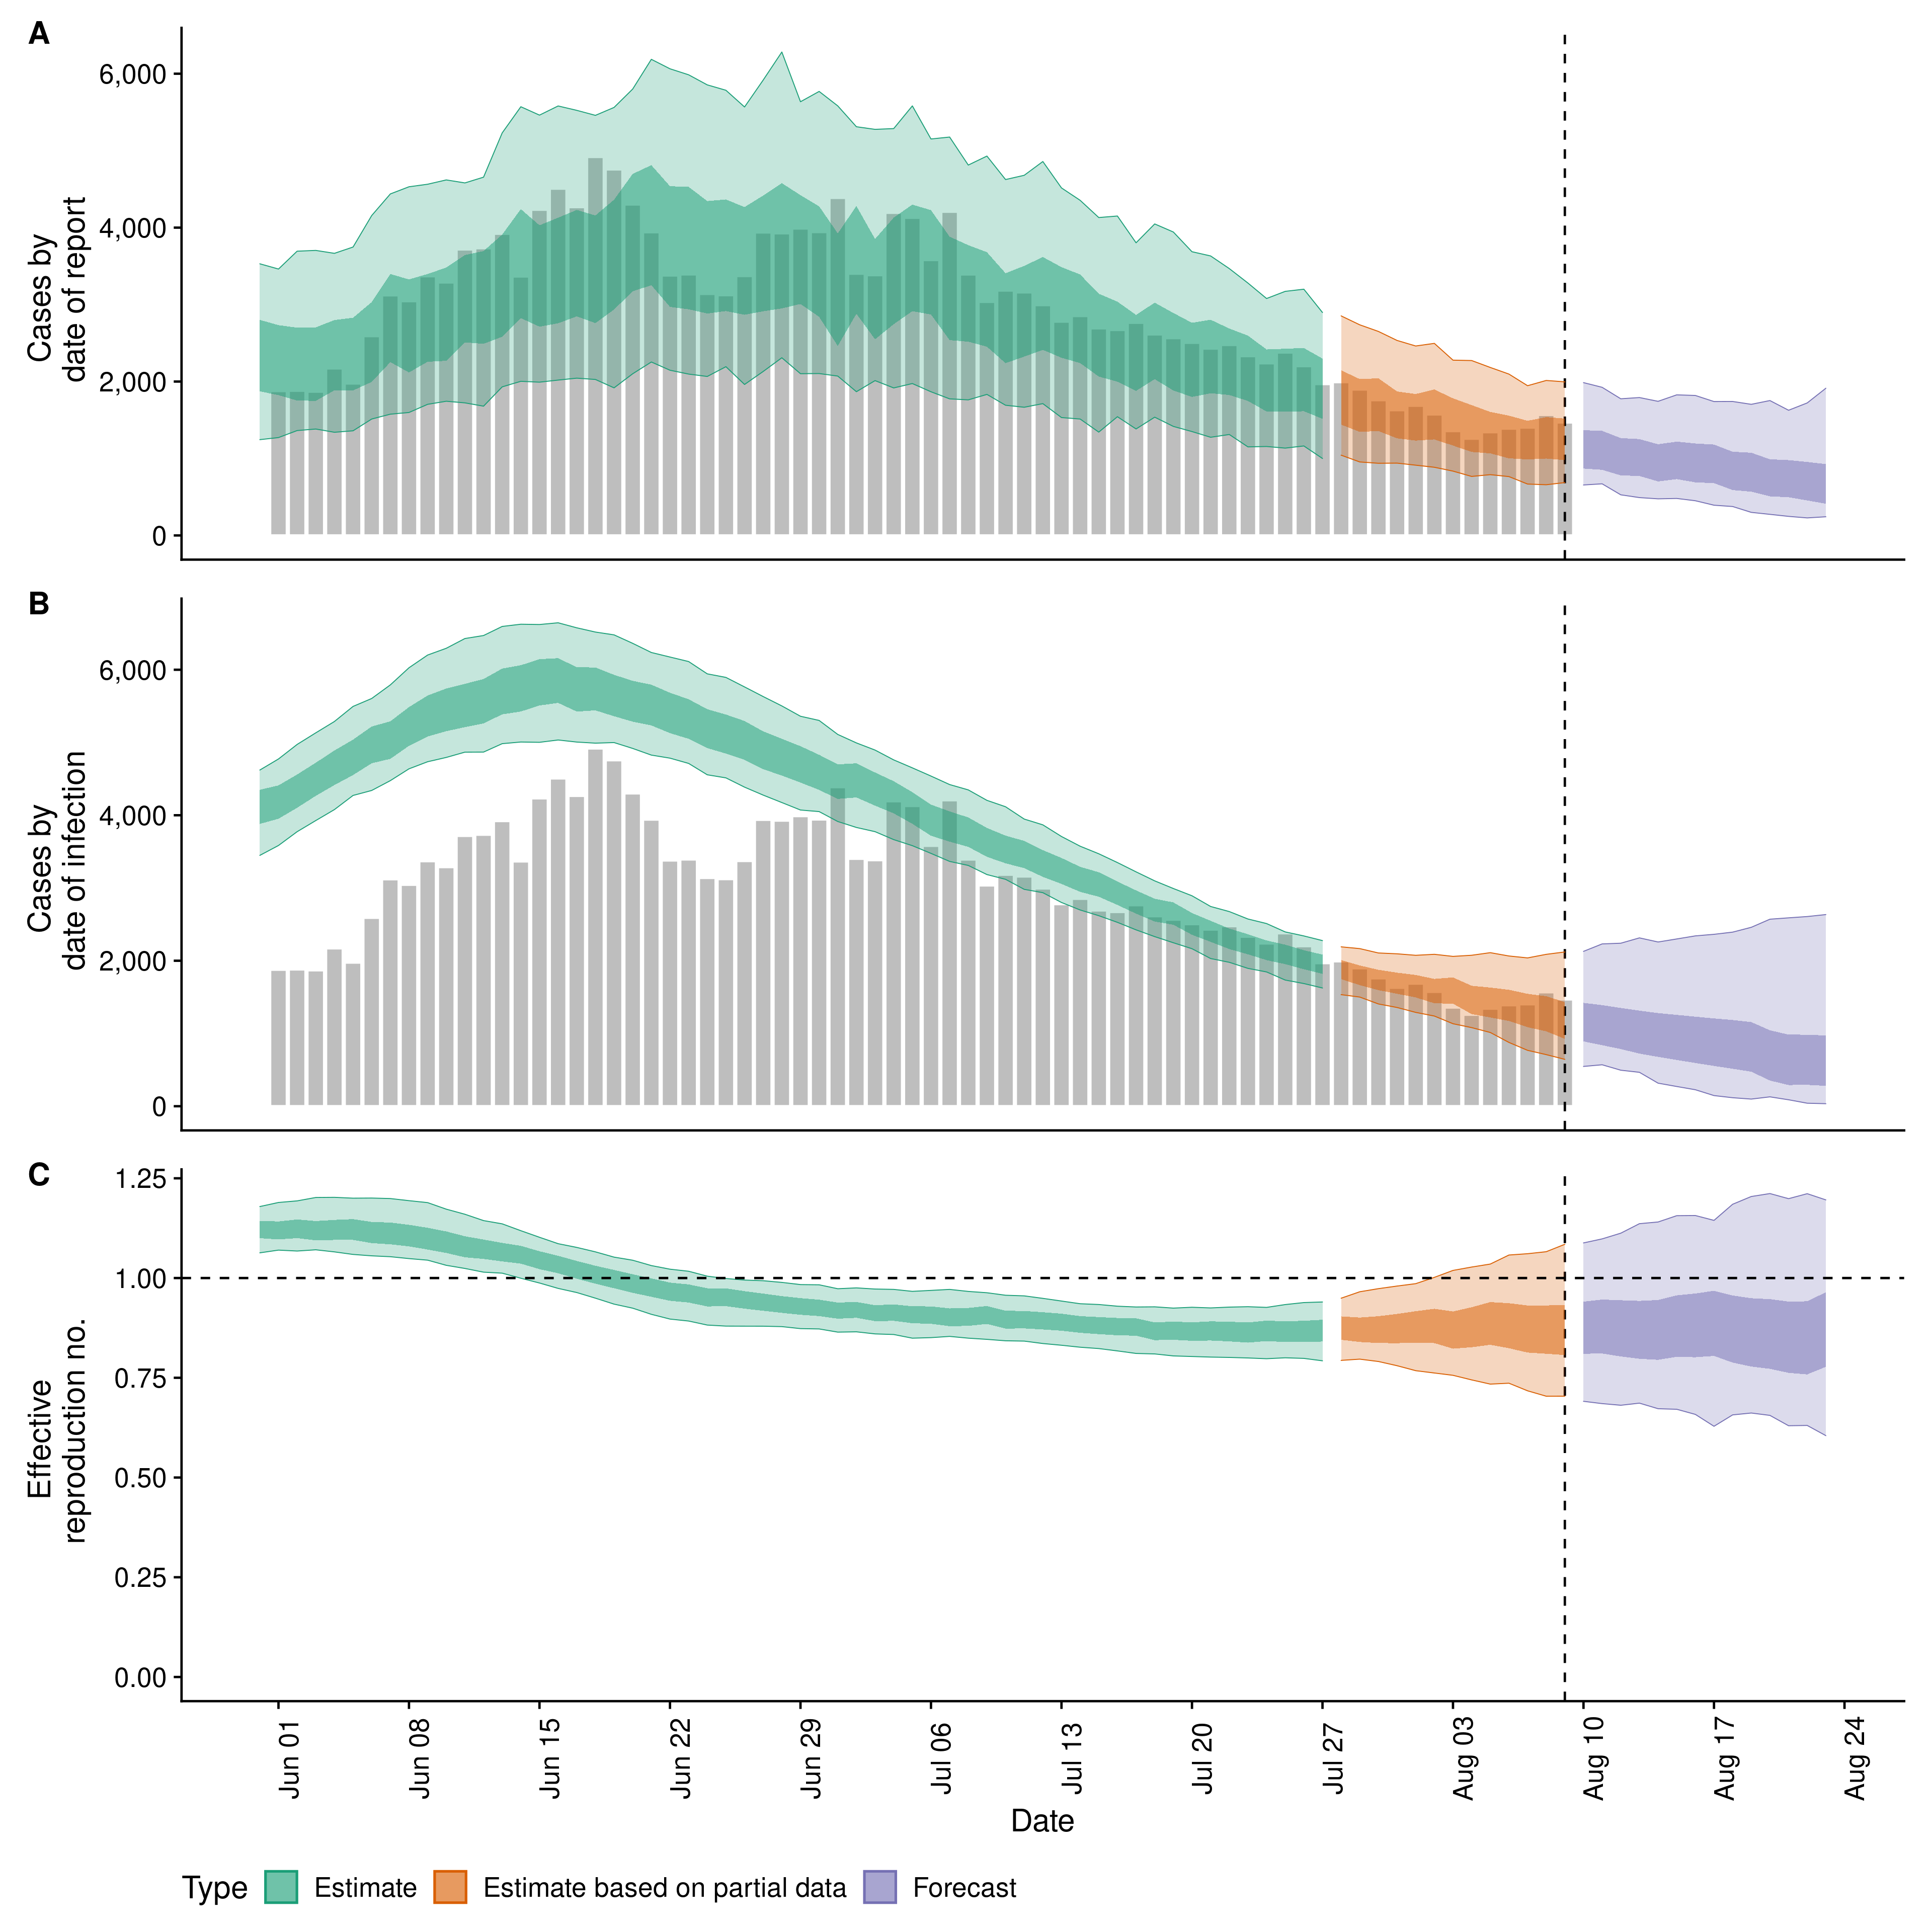 A
Cases by
date of report
6,000
4,000
2,000
0
B
Cases by
date of infection
6,000
4,000
2,000
0
C
Effective
reproduction no.
1.25
1.00
0.75
0.50
0.25
0.00
Jun 01
Jun 08
Jun 15
Jun 22
Jun 29
Jul 06
Jul 13
Jul 20
Jul 27
Aug 03
Aug 10
Aug 17
Aug 24
Date
Type Estimate Estimate based on partial data Forecast